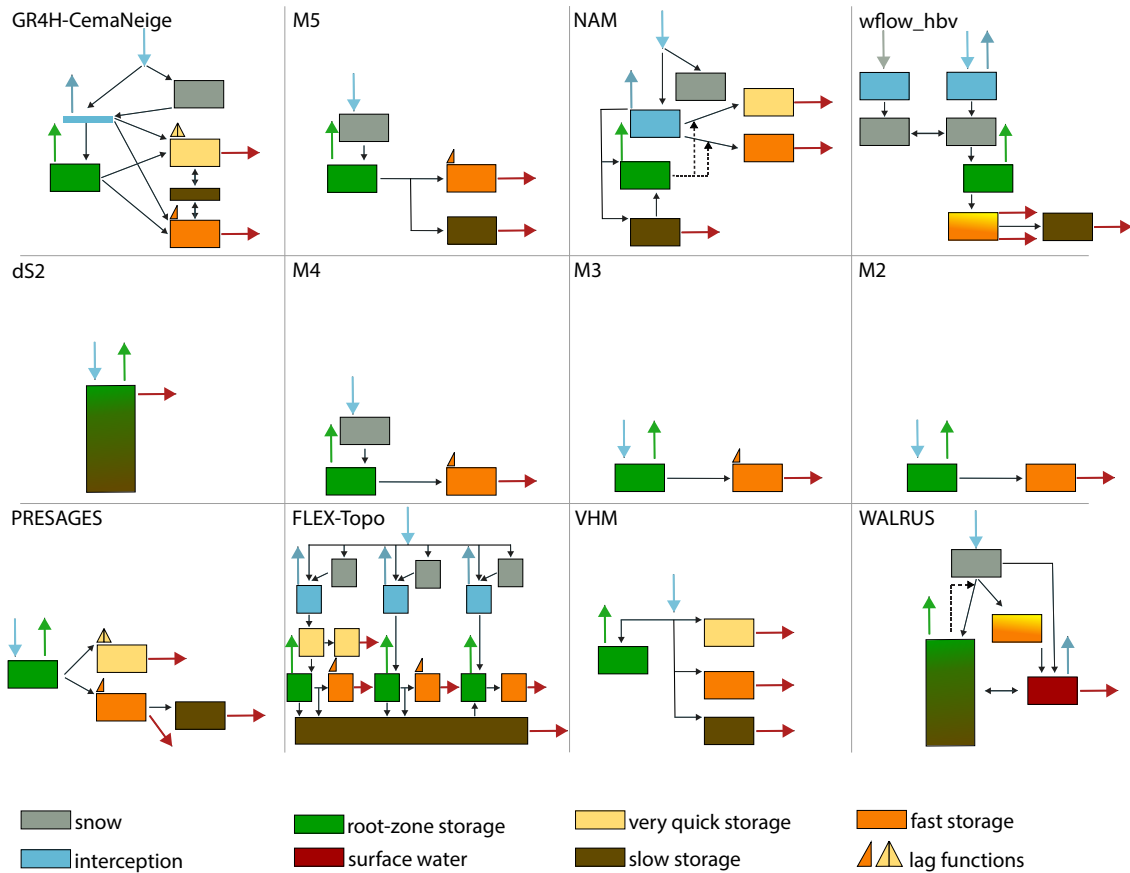 GR4H-CemaNeige
M5
NAM
wflow_hbv
dS2
M4
M3
M2
PRESAGES
FLEX-Topo
VHM
WALRUS
snow
root-zone storage
very quick storage
fast storage
interception
surface water
slow storage
lag functions